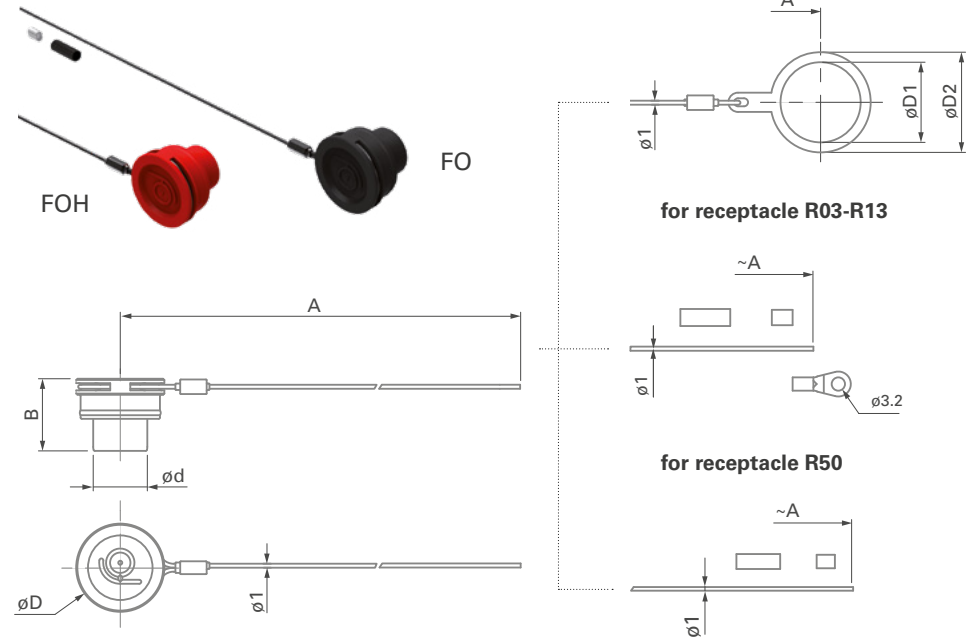 A
øD1
øD2
ø1
FO
FOH
for receptacle R03-R13
~A
A
ø1
B
ø3.2
ød
for receptacle R50
~A
øD
ø1
ø1